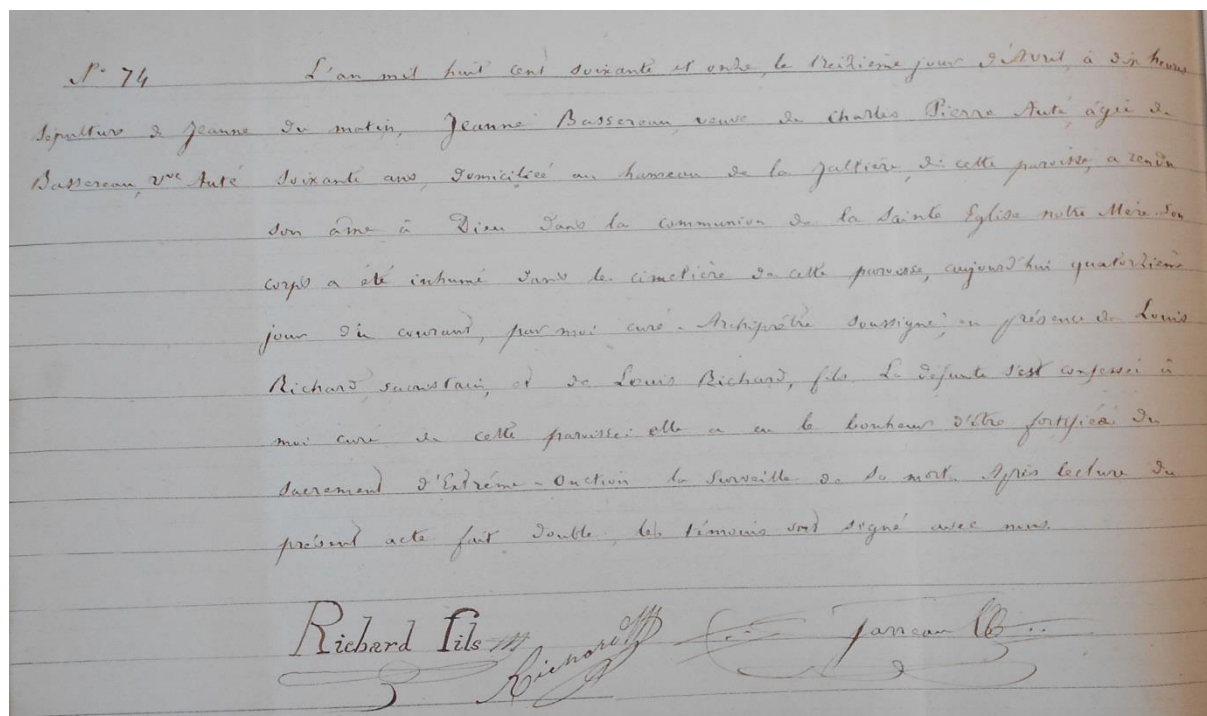 N° 74 L'an mil huit cent soixante et onze, le treizième jour d'Avril, à dix heures
Sépulture de Jeanne du matin, Jeanne Bassereau, veuve de Charles Pierre Auté, âgée de
Bassereau, vve Auté soixante ans, domiciliée au hameau de la Jaltière, de cette paroisse, a rendu
son âme à Dieu dans la communion de la Sainte Eglise notre Mère. Son
corps a été inhumé dans le cimetière de cette paroisse, aujourd'hui quatorzième
jour du courant, par moi curé-Archiprêtre soussigné, en présence de Louis
Richard, sacristain, et de Louis Richard, fils. La défunte s'est confessée à
moi curé de cette paroisse; elle a eu le bonheur d'être fortifiée du
sacrement d'Extrême-Onction la surveille de sa mort. Après lecture du
présent acte fait double, les témoins ont signé avec nous.
Richard fils Richard Janneau